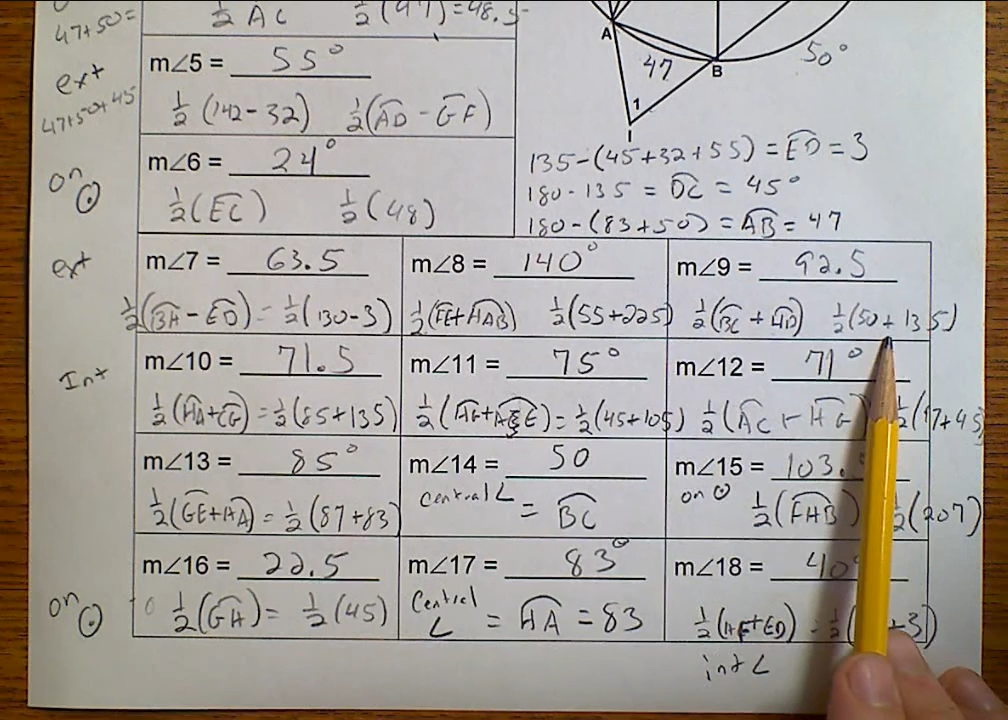 ½ AC ½(97) = 48.5
47+50=
m∠5 = 55°
ext
47+50+45
½(142-32) ½(AD - GF)
m∠6 = 24°
on ⊙
½(EC) ½(48)
A
B
47
1
50°
135-(45+32+55) = ED = 3
180-135 = DC = 45°
180-(83+50) = AB = 47
ext
m∠7 = 63.5
½(BA - ED) = ½(130-3)
m∠8 = 140°
½(FE+HAB) ½(55+225)
m∠9 = 92.5
½(BC + AD) ½(50+135)
Int
m∠10 = 71.5
½(HA+CG) = ½(85+135)
m∠11 = 75°
= ½(45+105)
m∠12 = 71°
½(AC + HG) ½(97+45
m∠13 = 85°
½(GE+HA) = ½(87+83)
m∠14 = 50
central ∠ = BC
m∠15 = 103.
on ⊙ ½(FHB) ½(207)
m∠16 = 22.5
on ⊙
½(GH) = ½(45)
m∠17 = 83°
Central ∠ = HA = 83
m∠18 = 40°
½(HF+ED) = ½( +3)
int ∠